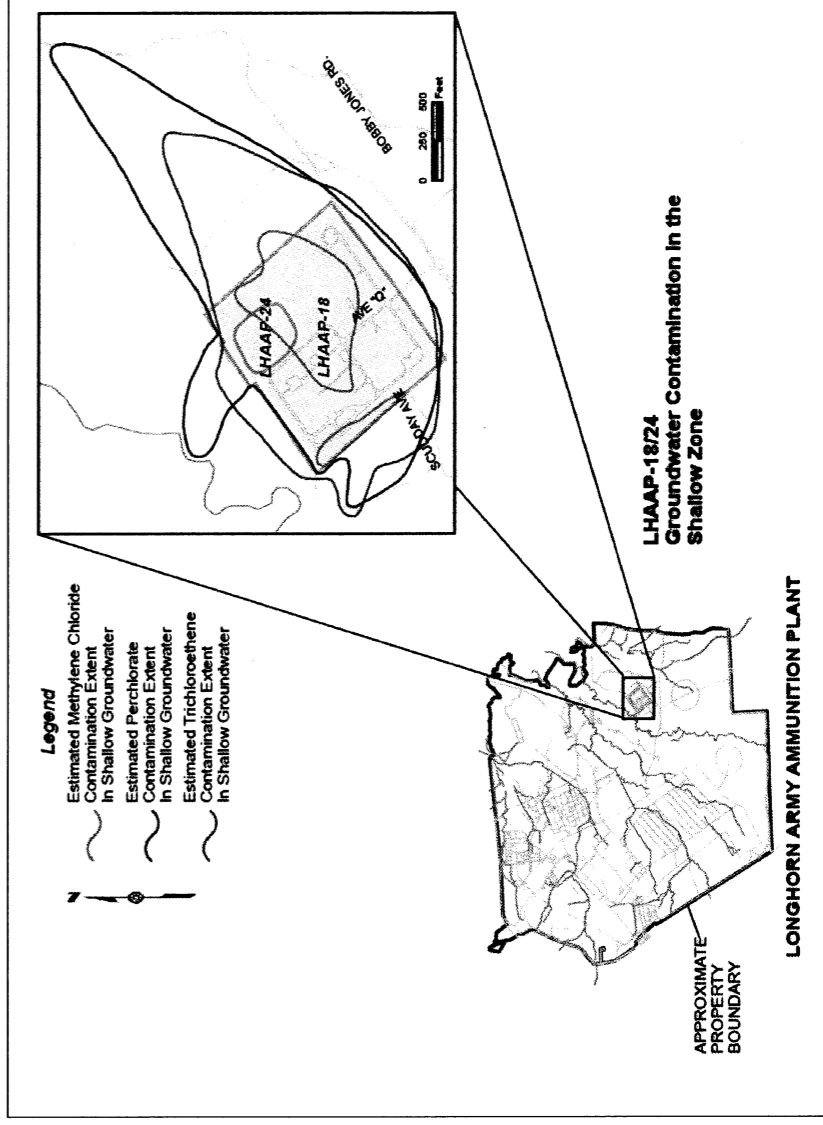 Legend
Estimated Methylene Chloride
Contamination Extent
In Shallow Groundwater
Estimated Perchlorate
Contamination Extent
In Shallow Groundwater
Estimated Trichloroethene
Contamination Extent
In Shallow Groundwater
N
LHAAP-24
LHAAP-18
AVE "Q"
BOBBY JONES RD.
0 250 500
Feet
LHAAP-18/24
Groundwater Contamination in the
Shallow Zone
APPROXIMATE
PROPERTY
BOUNDARY
LONGHORN ARMY AMMUNITION PLANT